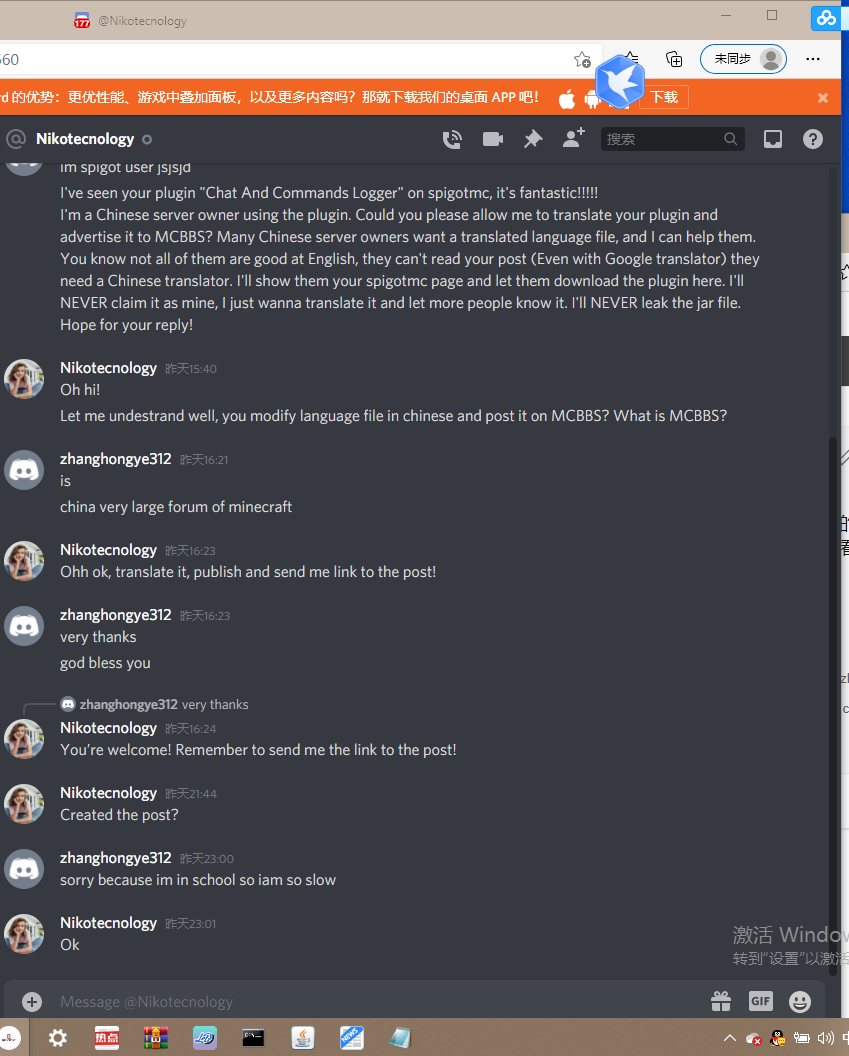 177 @Nikotecnology
560
未同步
rd 的优势：更优性能、游戏中叠加面板，以及更多内容吗？那就下载我们的桌面 APP 吧！
下载
Nikotecnology
搜索
im spigot user jsjsjd
I've seen your plugin "Chat And Commands Logger" on spigotmc, it's fantastic!!!!!
I'm a Chinese server owner using the plugin. Could you please allow me to translate your plugin and
advertise it to MCBBS? Many Chinese server owners want a translated language file, and I can help them.
You know not all of them are good at English, they can't read your post (Even with Google translator) they
need a Chinese translator. I'll show them your spigotmc page and let them download the plugin here. I'll
NEVER claim it as mine, I just wanna translate it and let more people know it. I'll NEVER leak the jar file.
Hope for your reply!
Nikotecnology 昨天15:40
Oh hi!
Let me undestrand well, you modify language file in chinese and post it on MCBBS? What is MCBBS?
zhanghongye312 昨天16:21
is
china very large forum of minecraft
Nikotecnology 昨天16:23
Ohh ok, translate it, publish and send me link to the post!
zhanghongye312 昨天16:23
very thanks
god bless you
zhanghongye312 very thanks
Nikotecnology 昨天16:24
You’re welcome! Remember to send me the link to the post!
Nikotecnology 昨天21:44
Created the post?
zhanghongye312 昨天23:00
sorry because im in school so iam so slow
Nikotecnology 昨天23:01
Ok
激活 Window
转到“设置”以激活
Message @Nikotecnology
GIF
热点
NEWS